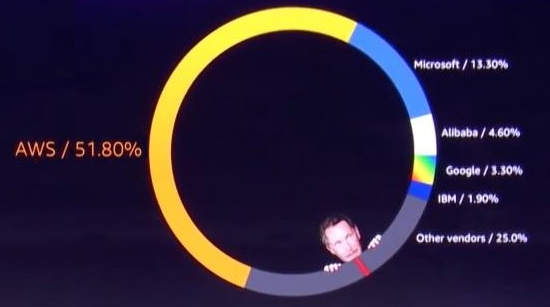 AWS / 51.80%
Microsoft / 13.30%
Alibaba / 4.60%
Google / 3.30%
IBM / 1.90%
Other vendors / 25.0%